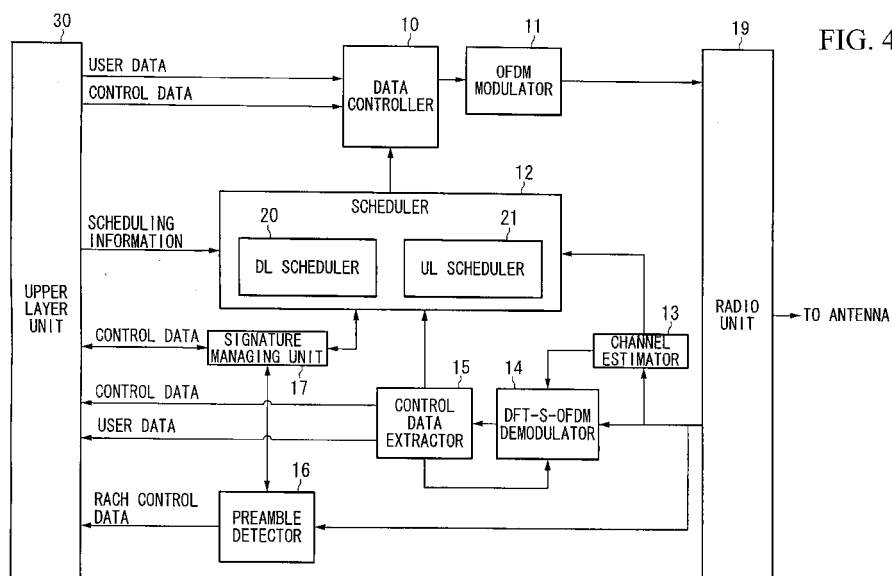 FIG. 4
30
10
11
19
USER DATA
CONTROL DATA
DATA
CONTROLLER
OFDM
MODULATOR
12
SCHEDULER
20
21
SCHEDULING
INFORMATION
DL SCHEDULER
UL SCHEDULER
UPPER
LAYER
UNIT
RADIO
UNIT
TO ANTENNA
13
CHANNEL
ESTIMATOR
CONTROL DATA
SIGNATURE
MANAGING UNIT
17
15
14
CONTROL DATA
CONTROL
DATA
EXTRACTOR
DFT-S-OFDM
DEMODULATOR
USER DATA
16
RACH CONTROL
DATA
PREAMBLE
DETECTOR